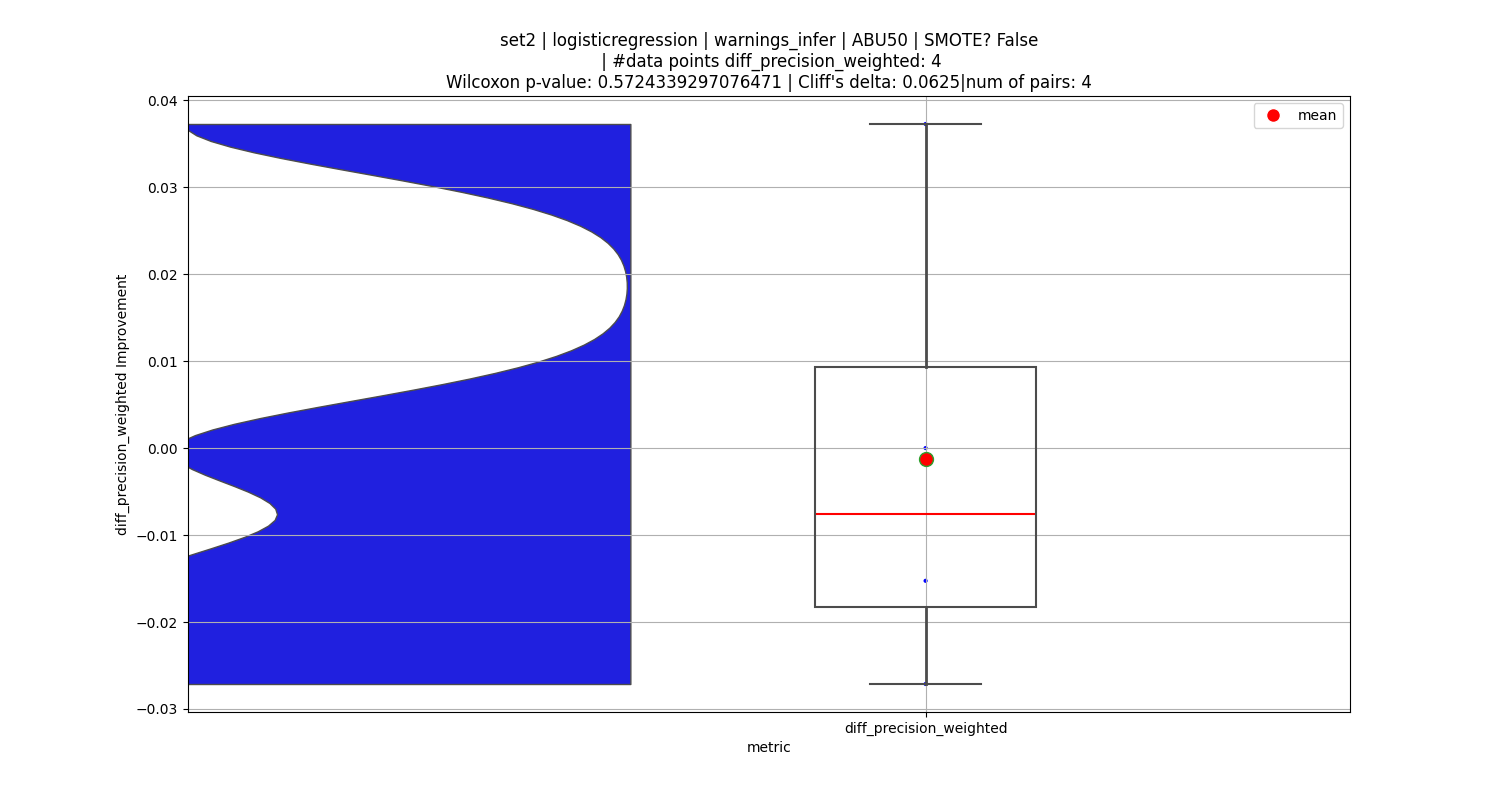 set2 | logisticregression | warnings_infer | ABU50 | SMOTE? False
| #data points diff_precision_weighted: 4
Wilcoxon p-value: 0.5724339297076471 | Cliff's delta: 0.0625|num of pairs: 4
mean
0.04
0.03
0.02
0.01
0.00
−0.01
−0.02
−0.03
diff_precision_weighted Improvement
diff_precision_weighted
metric